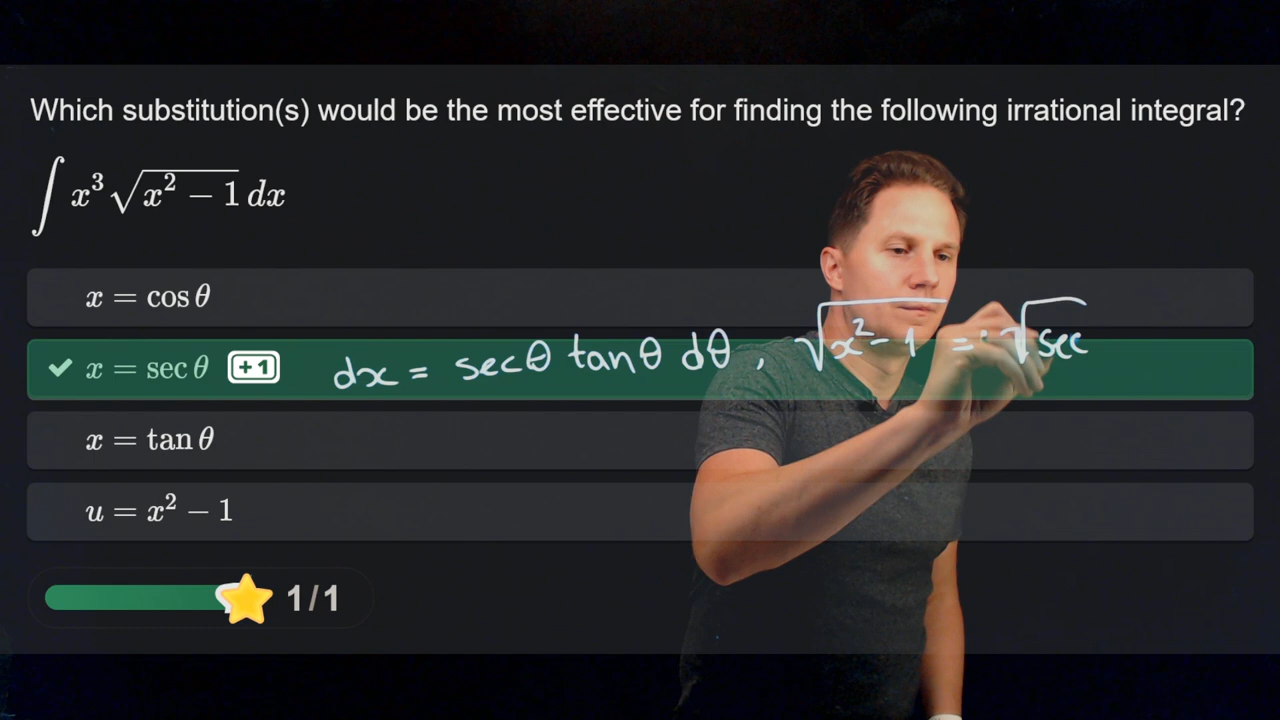 Which substitution(s) would be the most effective for finding the following irrational integral?
∫ x³ √(x² − 1) dx
x = cos θ
x = sec θ +1 dx = secθ tanθ dθ , √(x²-1) = √sec
x = tan θ
u = x² − 1
1/1